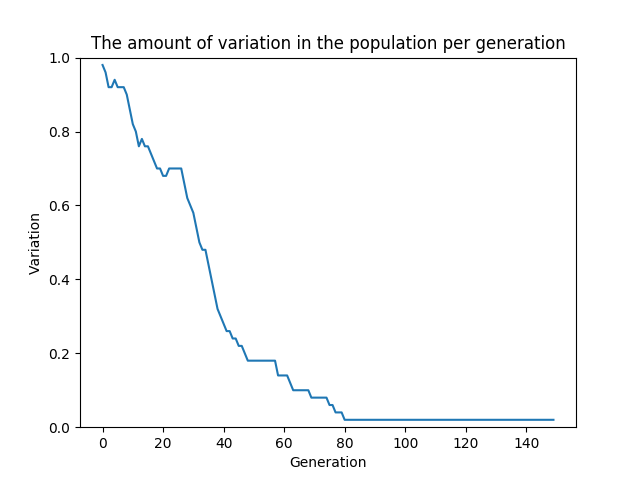 The amount of variation in the population per generation
1.0
0.8
0.6
0.4
0.2
0.0
Variation
0 20 40 60 80 100 120 140
Generation